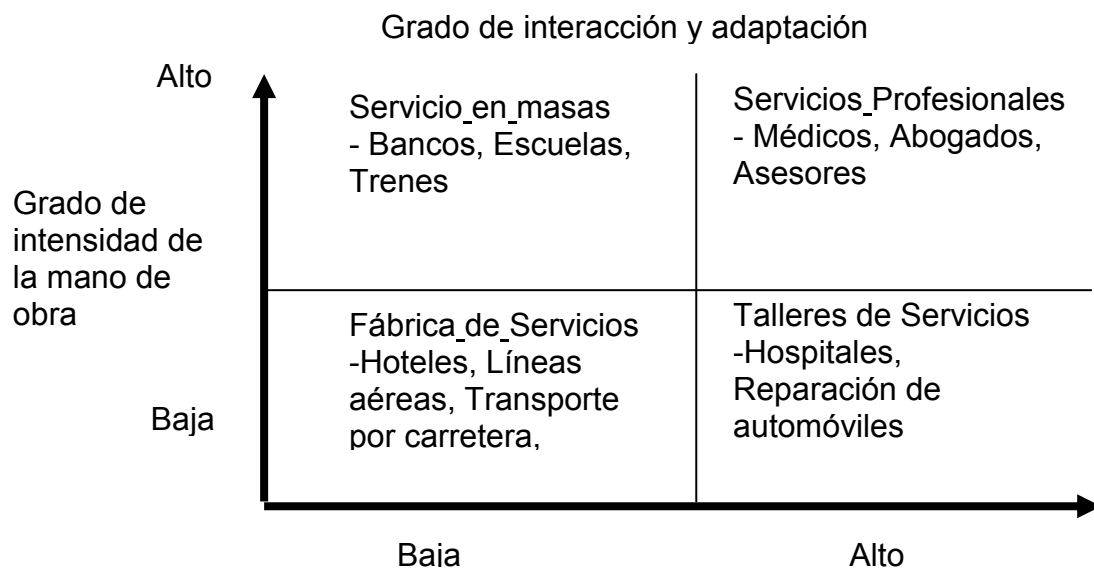 Grado de interacción y adaptación
Alto
Servicio en masas
- Bancos, Escuelas,
Trenes
Servicios Profesionales
- Médicos, Abogados,
Asesores
Grado de
intensidad de
la mano de
obra
Fábrica de Servicios
-Hoteles, Líneas
aéreas, Transporte
por carretera,
Talleres de Servicios
-Hospitales,
Reparación de
automóviles
Baja
Baja
Alto